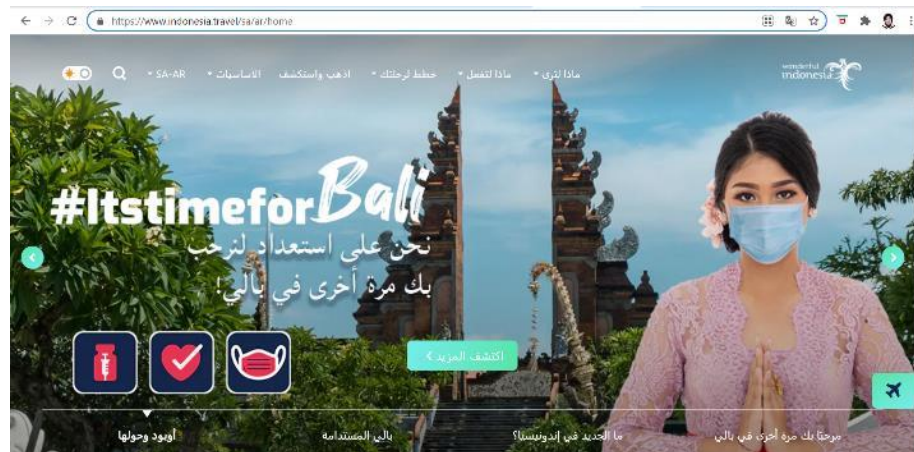 https://www.indonesia.travel/sa/ar/home
wonderful
indonesia
ماذا لترى
ماذا لتفعل
خطط لرحلتك
اذهب واستكشف
الاساسيات
SA-AR
#ItstimeforBali
نحن على استعداد لنرحب
بك مرة أخرى في بالي!
اكتشف المزيد
مرحبًا بك مرة أخرى في بالي
ما الجديد في إندونيسيا؟
بالي المستدامة
أوبود وحولها